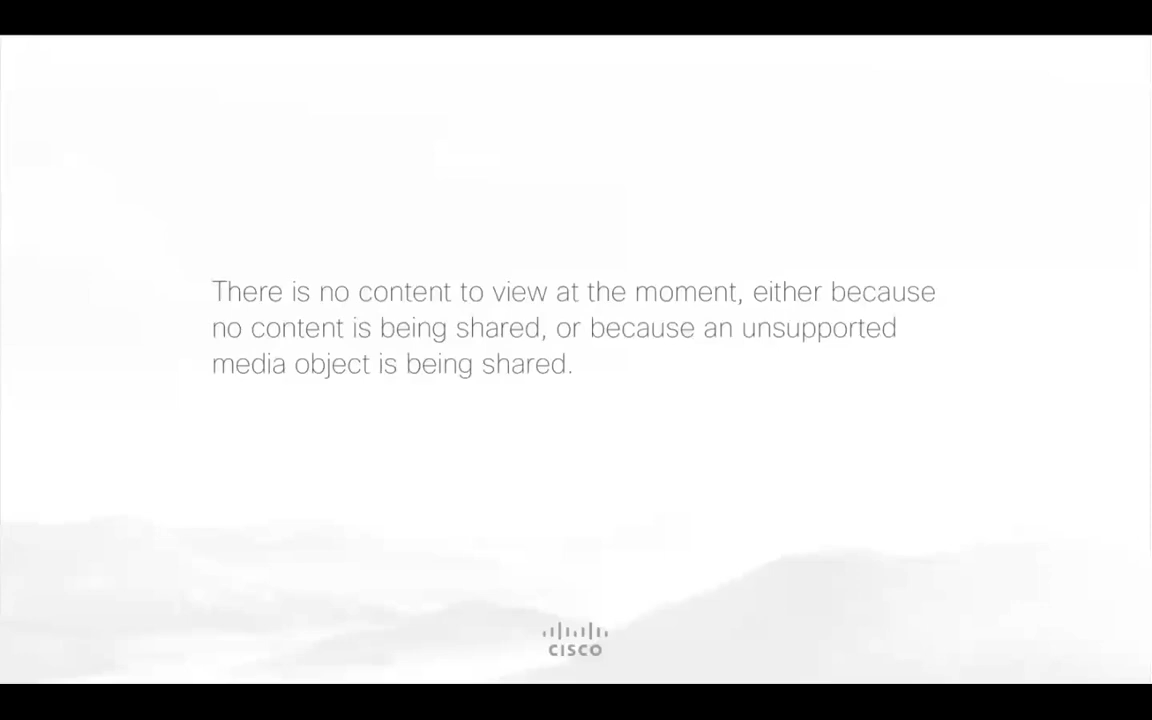 There is no content to view at the moment, either because
no content is being shared, or because an unsupported
media object is being shared.
CISCO